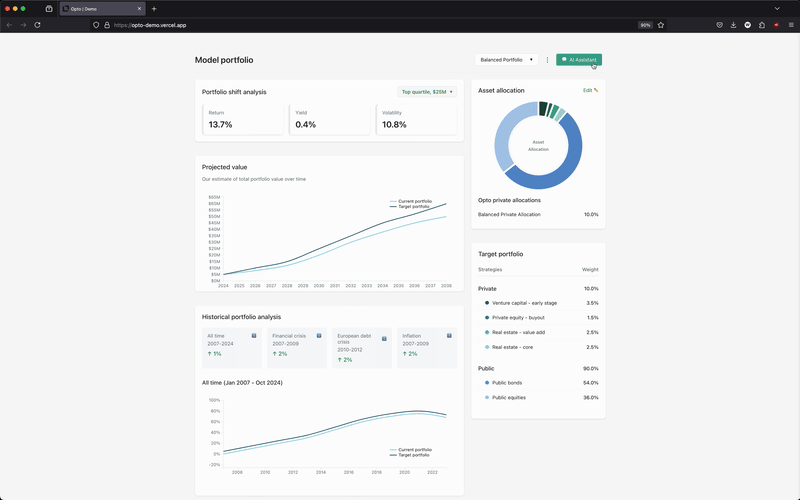 Opto | Demo
https://opto-demo.vercel.app
90%
Model portfolio
Balanced Portfolio
AI Assistant
Portfolio shift analysis
Top quartile, $25M
Return
13.7%
Yield
0.4%
Volatility
10.8%
Projected value
Our estimate of total portfolio value over time
Current portfolio
Target portfolio
$65M
$60M
$55M
$50M
$45M
$40M
$35M
$30M
$25M
$20M
$15M
$10M
$5M
$0M
2024 2025 2026 2027 2028 2029 2030 2031 2032 2033 2034 2035 2036 2037 2038
Historical portfolio analysis
All time
2007-2024
↑ 1%
Financial crisis
2007-2009
↑ 2%
European debt
crisis
2010-2012
↑ 2%
Inflation
2007-2009
↑ 2%
All time (Jan 2007 - Oct 2024)
100%
80%
60%
40%
20%
0%
-20%
Current portfolio
Target portfolio
2008 2010 2012 2014 2016 2018 2020 2022
Asset allocation
Edit
Asset
Allocation
Opto private allocations
Balanced Private Allocation 10.0%
Target portfolio
Strategies Weight
Private 10.0%
Venture capital - early stage 3.5%
Private equity - buyout 1.5%
Real estate - value add 2.5%
Real estate - core 2.5%
Public 90.0%
Public bonds 54.0%
Public equities 36.0%